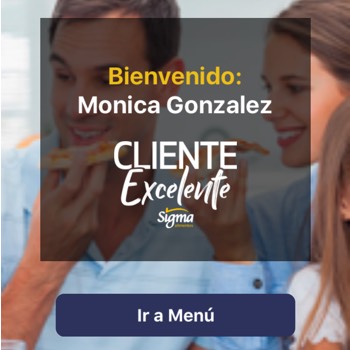 Bienvenido:
Monica Gonzalez
CLIENTE
Excelente
Sigma
Ir a Menú